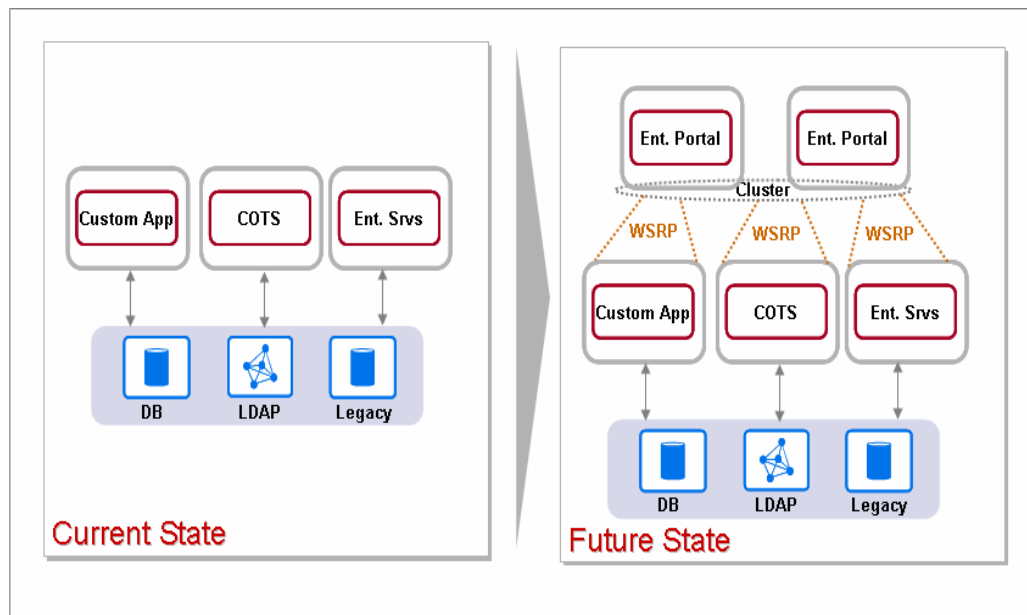 Custom App
COTS
Ent. Srvs
DB
LDAP
Legacy
Current State
Ent. Portal
Ent. Portal
Cluster
WSRP
WSRP
WSRP
Custom App
COTS
Ent. Srvs
DB
LDAP
Legacy
Future State